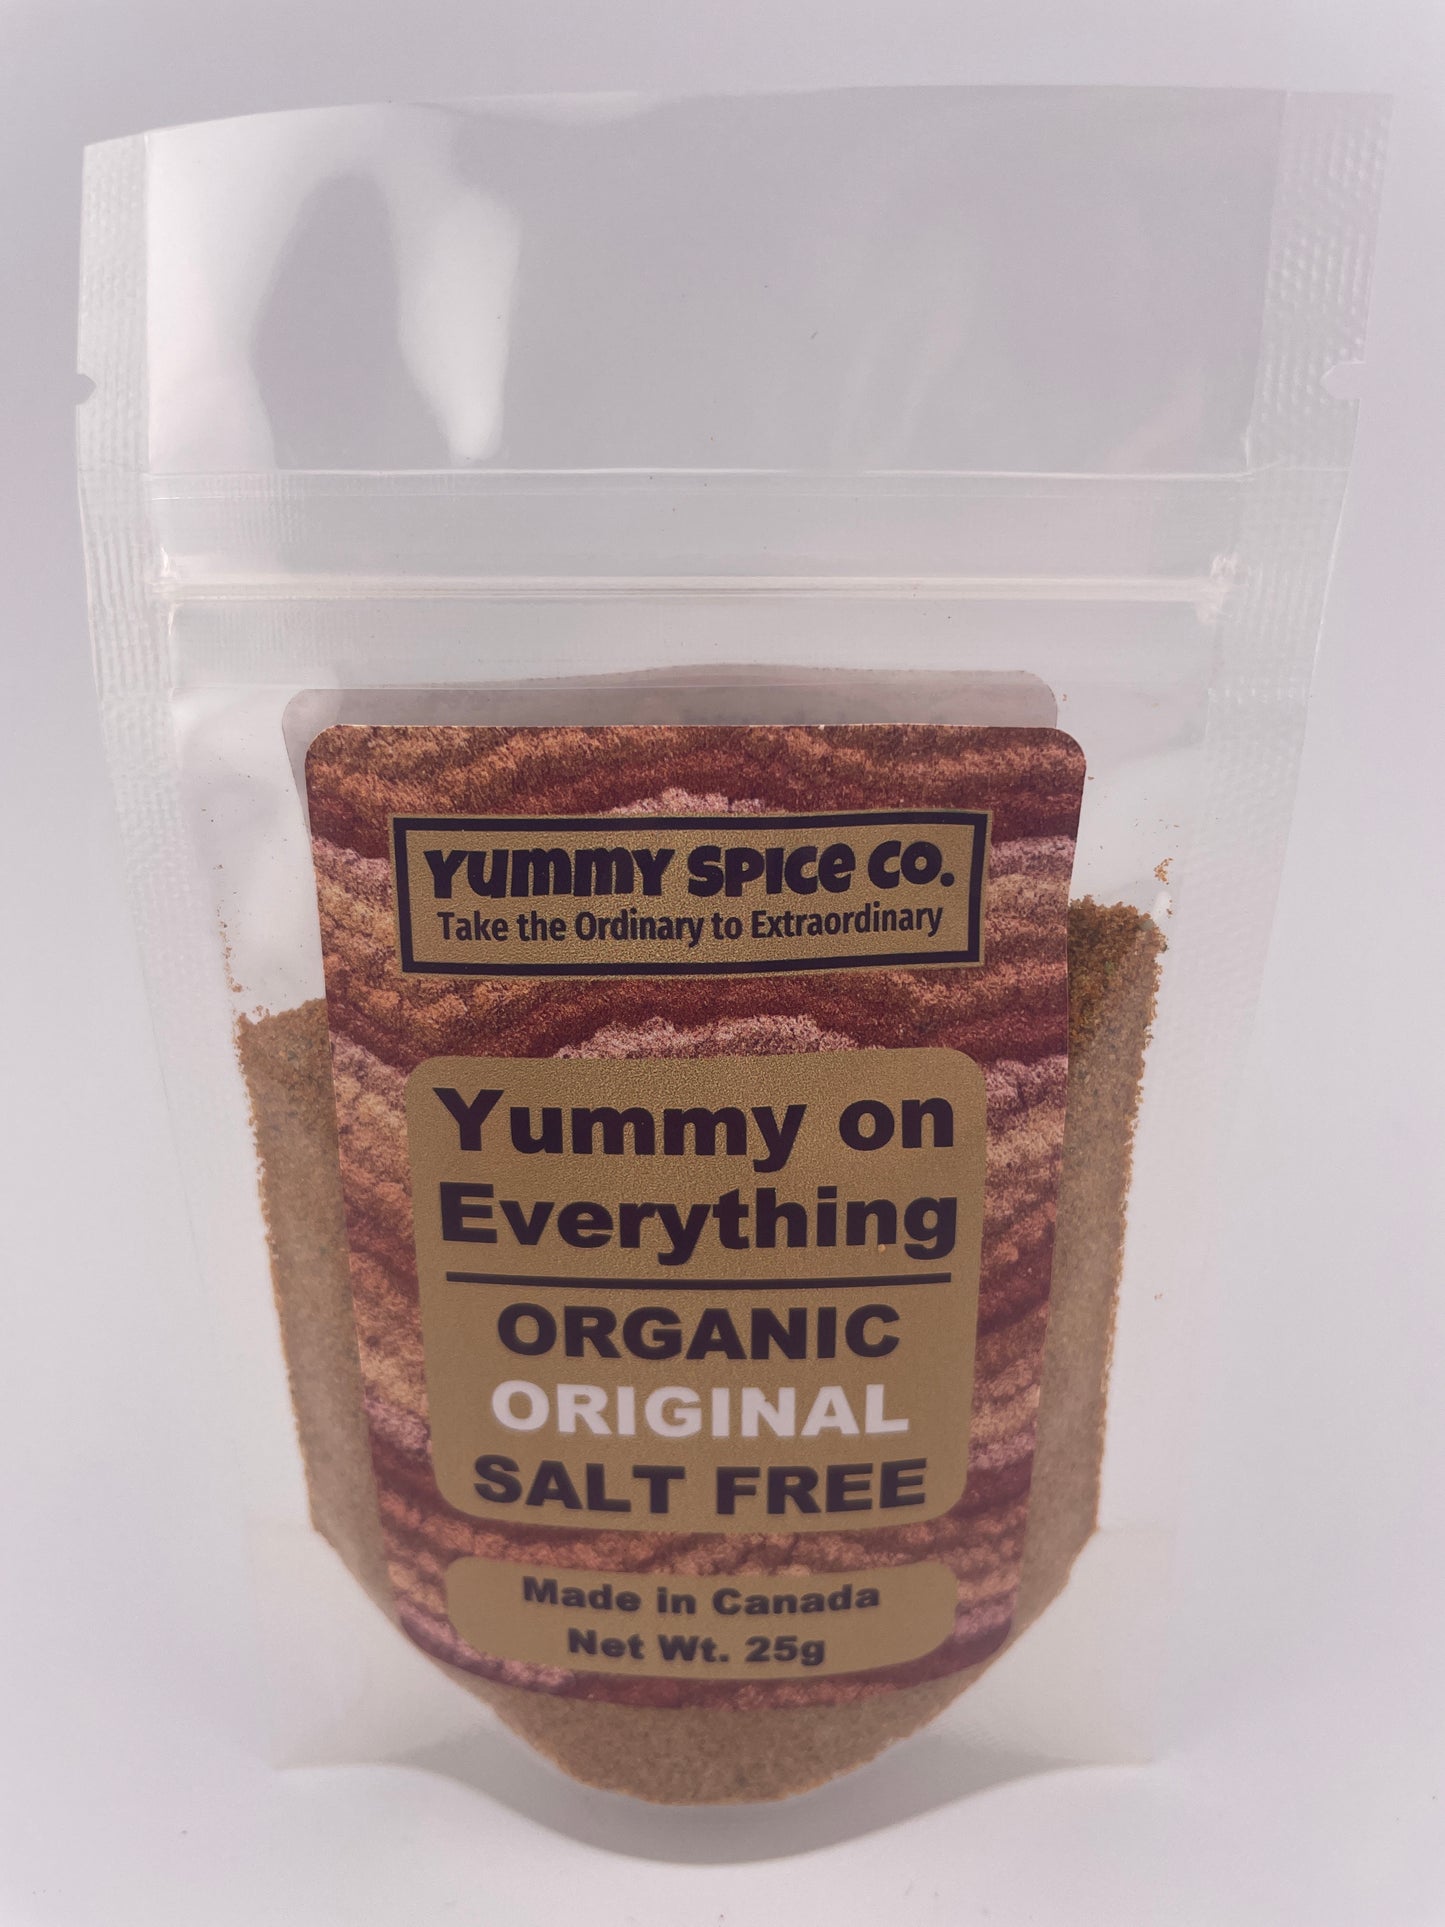 YUMMY SPICE CO.
Take the Ordinary to Extraordinary
Yummy on
Everything
ORGANIC
ORIGINAL
SALT FREE
Made in Canada
Net Wt. 25g